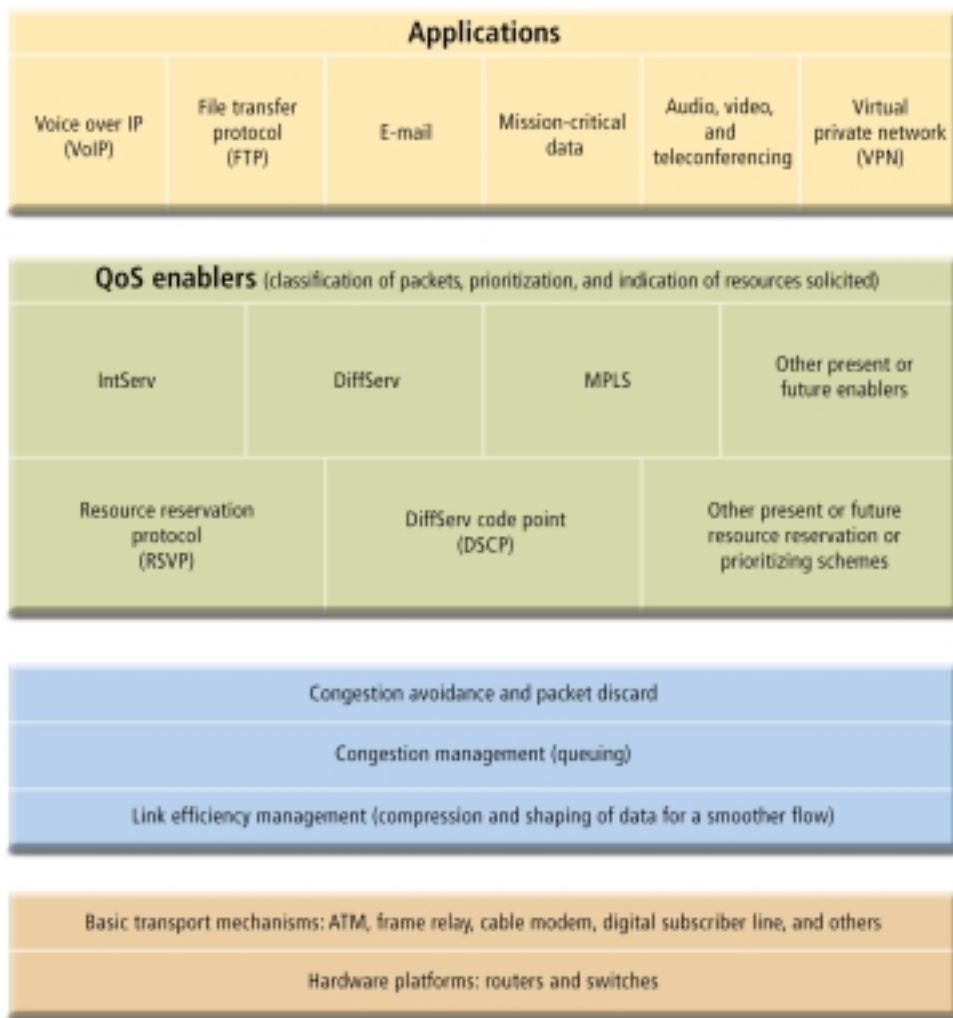 Applications
Voice over IP
(VoIP)
File transfer
protocol
(FTP)
E-mail
Mission-critical
data
Audio, video,
and
teleconferencing
Virtual
private network
(VPN)
QoS enablers (classification of packets, prioritization, and indication of resources solicited)
IntServ
DiffServ
MPLS
Other present or
future enablers
Resource reservation
protocol
(RSVP)
DiffServ code point
(DSCP)
Other present or future
resource reservation or
prioritizing schemes
Congestion avoidance and packet discard
Congestion management (queuing)
Link efficiency management (compression and shaping of data for a smoother flow)
Basic transport mechanisms: ATM, frame relay, cable modem, digital subscriber line, and others
Hardware platforms: routers and switches